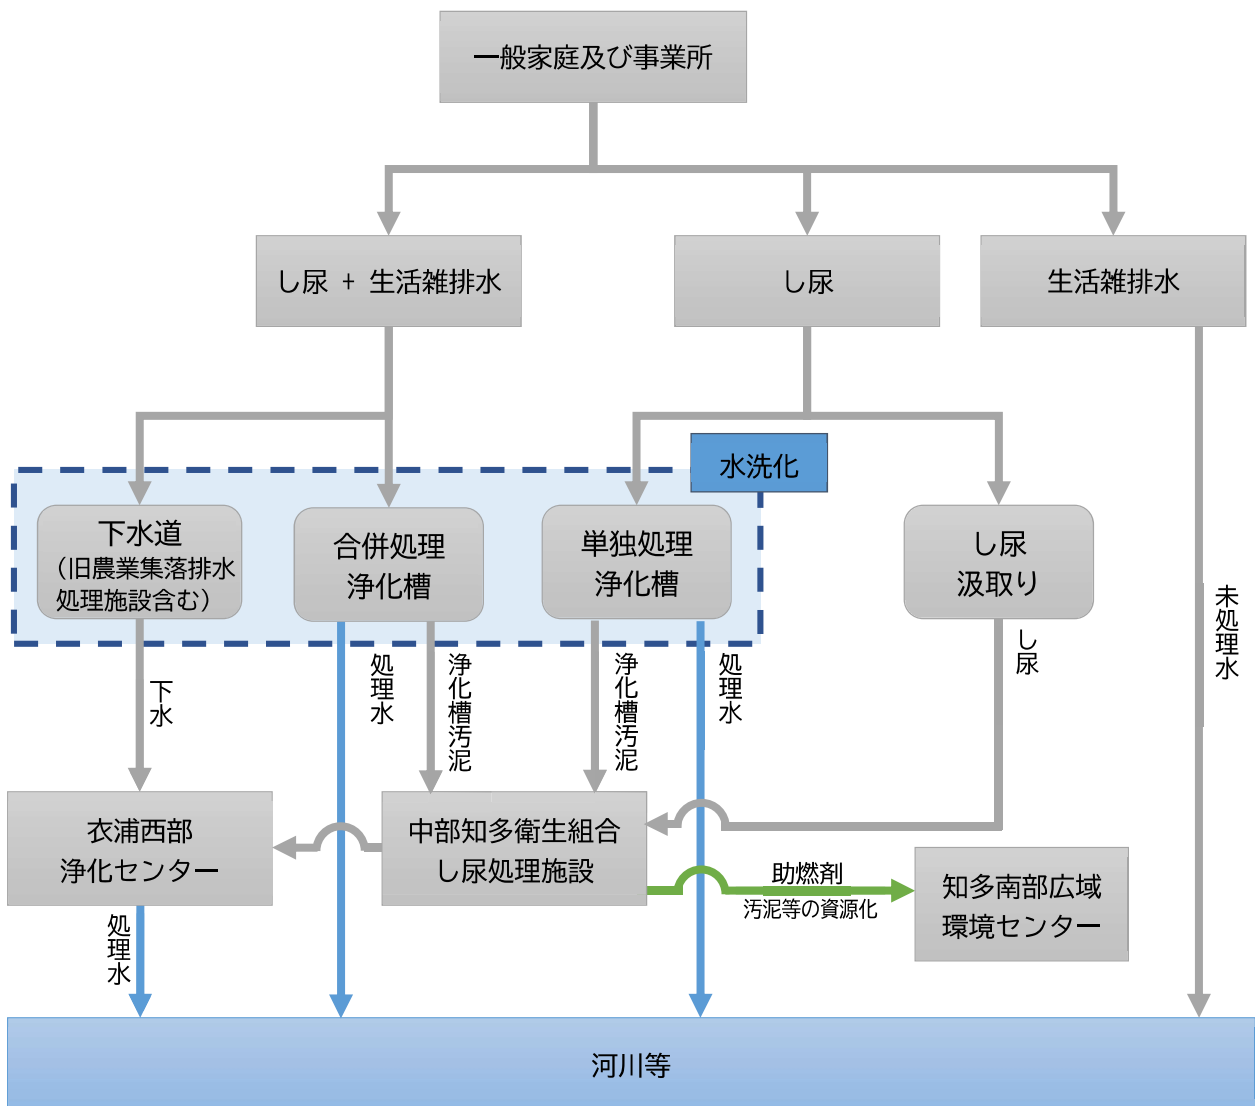 一般家庭及び事業所
し尿 + 生活雑排水
し尿
生活雑排水
水洗化
下水道
（旧農業集落排水
処理施設含む）
合併処理
浄化槽
単独処理
浄化槽
し尿
汲取り
下水
処理水
浄化槽汚泥
浄化槽汚泥
処理水
し尿
未処理水
衣浦西部
浄化センター
中部知多衛生組合
し尿処理施設
助燃剤
汚泥等の資源化
知多南部広域
環境センター
処理水
河川等